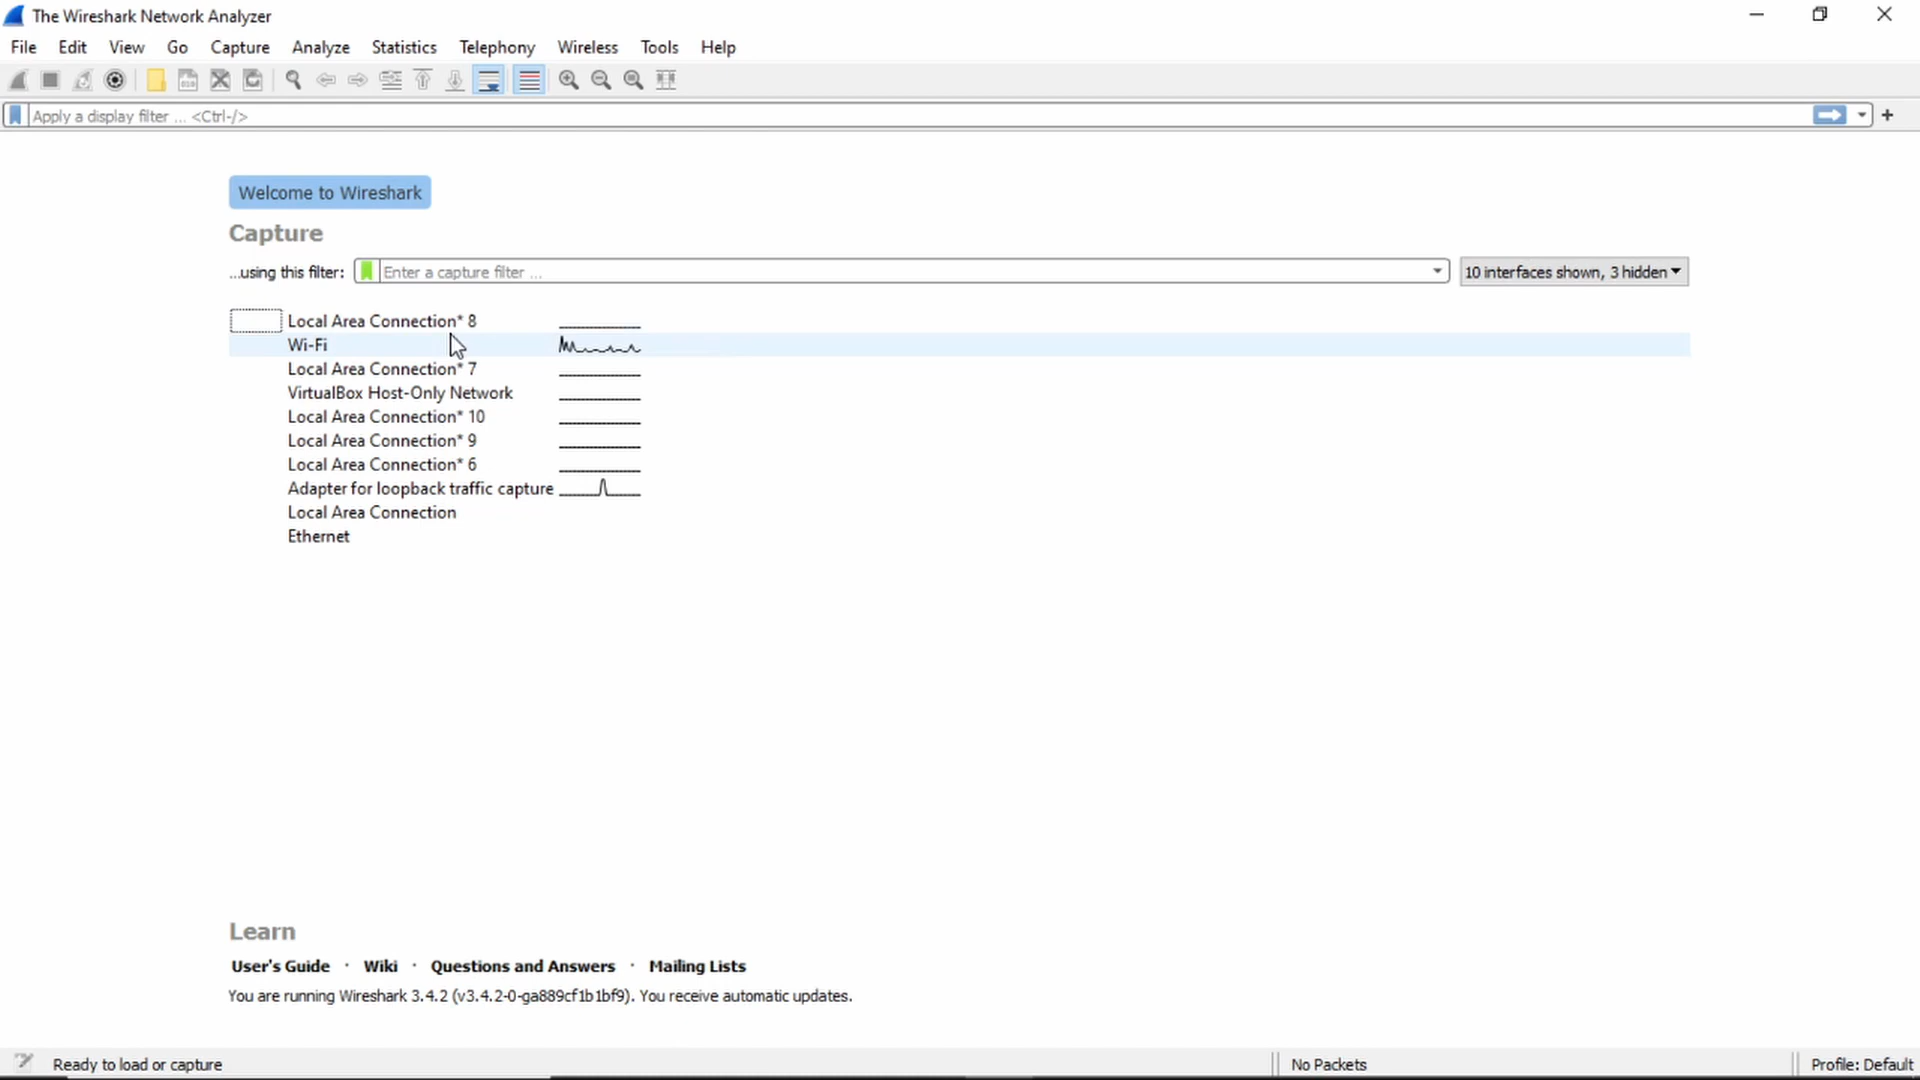 The Wireshark Network Analyzer
File Edit View Go Capture Analyze Statistics Telephony Wireless Tools Help
Apply a display filter ... <Ctrl-/>
Welcome to Wireshark
Capture
...using this filter: Enter a capture filter ... 10 interfaces shown, 3 hidden
Local Area Connection* 8
Wi-Fi
Local Area Connection* 7
VirtualBox Host-Only Network
Local Area Connection* 10
Local Area Connection* 9
Local Area Connection* 6
Adapter for loopback traffic capture
Local Area Connection
Ethernet
Learn
User's Guide · Wiki · Questions and Answers · Mailing Lists
You are running Wireshark 3.4.2 (v3.4.2-0-ga889cf1b1bf9). You receive automatic updates.
Ready to load or capture No Packets Profile: Default